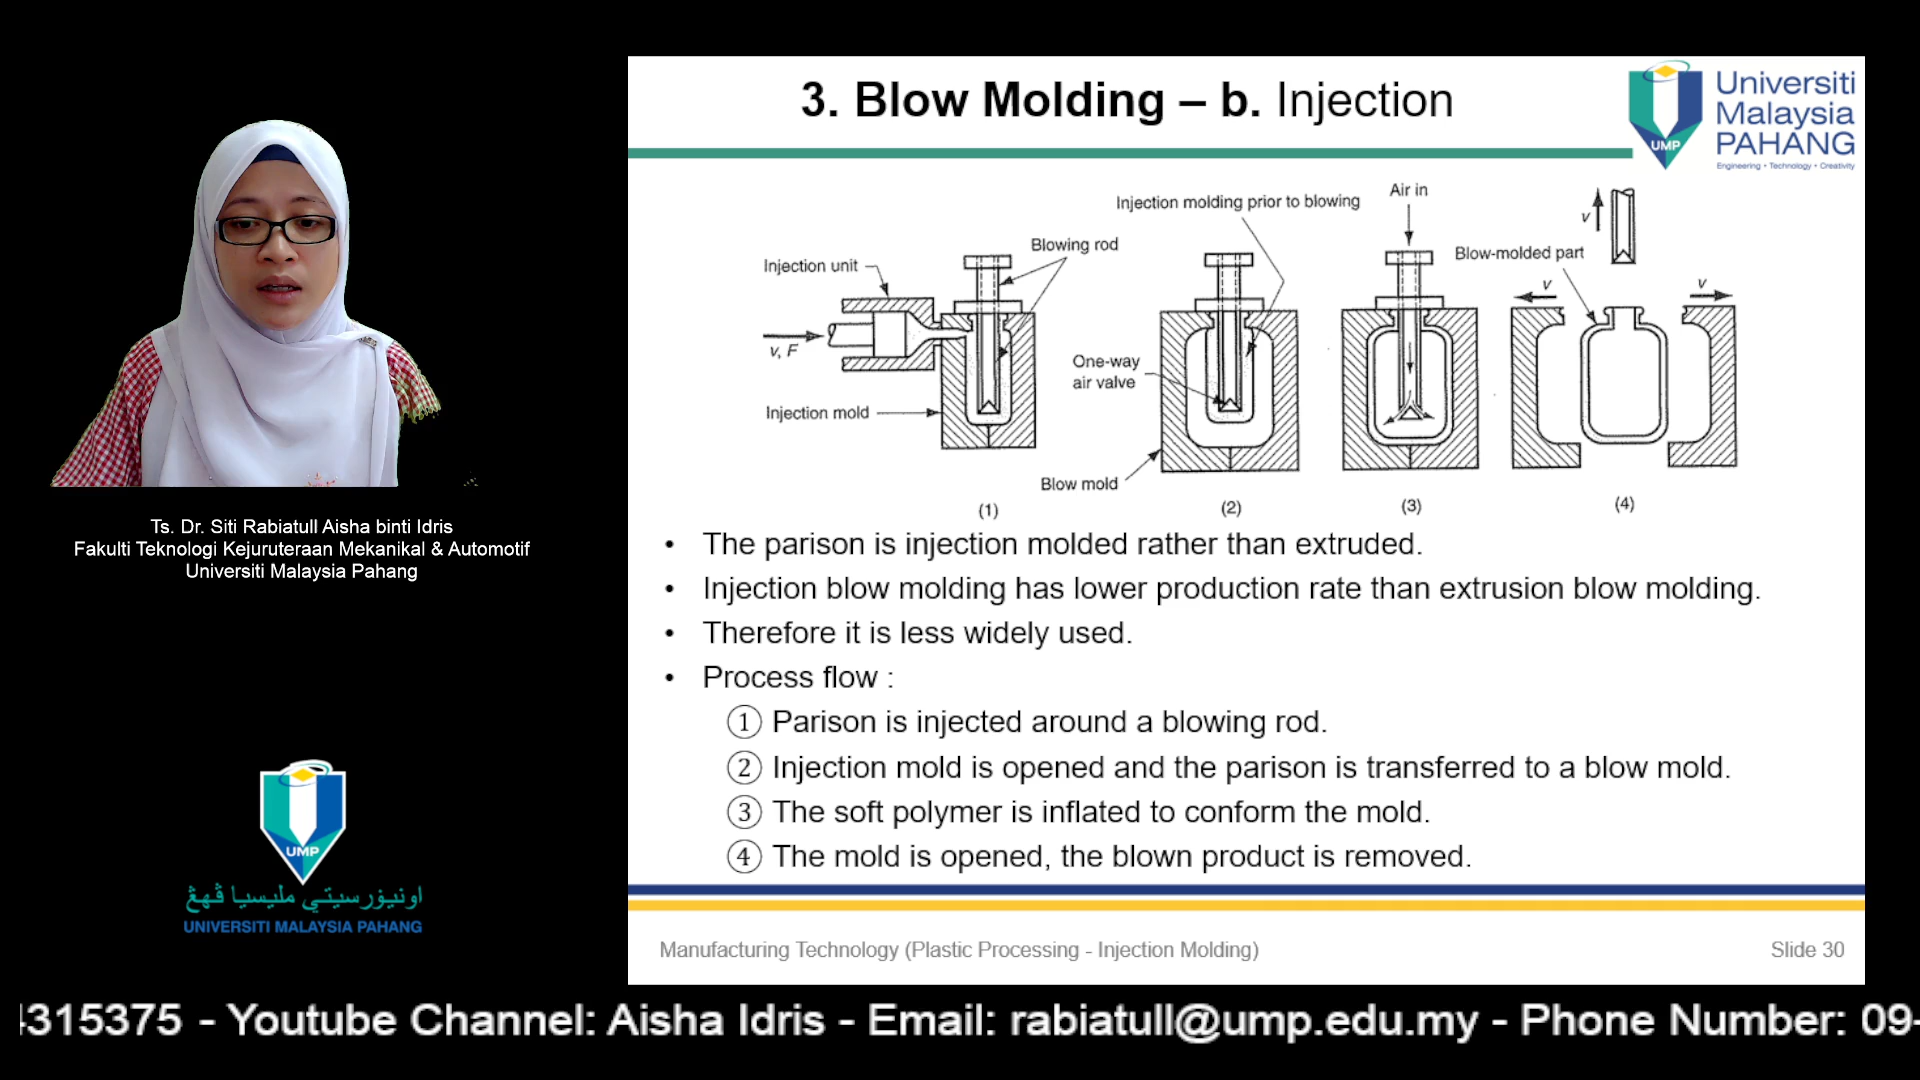 3. Blow Molding – b. Injection
UMP
Universiti
Malaysia
PAHANG
Engineering • Technology • Creativity
Injection molding prior to blowing
Air in
v
Blowing rod
Blow-molded part
Injection unit
v
v
v, F
One-way
air valve
Injection mold
Blow mold
(1)
(2)
(3)
(4)
• The parison is injection molded rather than extruded.
• Injection blow molding has lower production rate than extrusion blow molding.
• Therefore it is less widely used.
• Process flow :
① Parison is injected around a blowing rod.
② Injection mold is opened and the parison is transferred to a blow mold.
③ The soft polymer is inflated to conform the mold.
④ The mold is opened, the blown product is removed.
Manufacturing Technology (Plastic Processing - Injection Molding)
Slide 30
Ts. Dr. Siti Rabiatull Aisha binti Idris
Fakulti Teknologi Kejuruteraan Mekanikal & Automotif
Universiti Malaysia Pahang
UMP
اونيۏرسيتي مليسيا ڤهڠ
UNIVERSITI MALAYSIA PAHANG
4315375 - Youtube Channel: Aisha Idris - Email: rabiatull@ump.edu.my - Phone Number: 09-